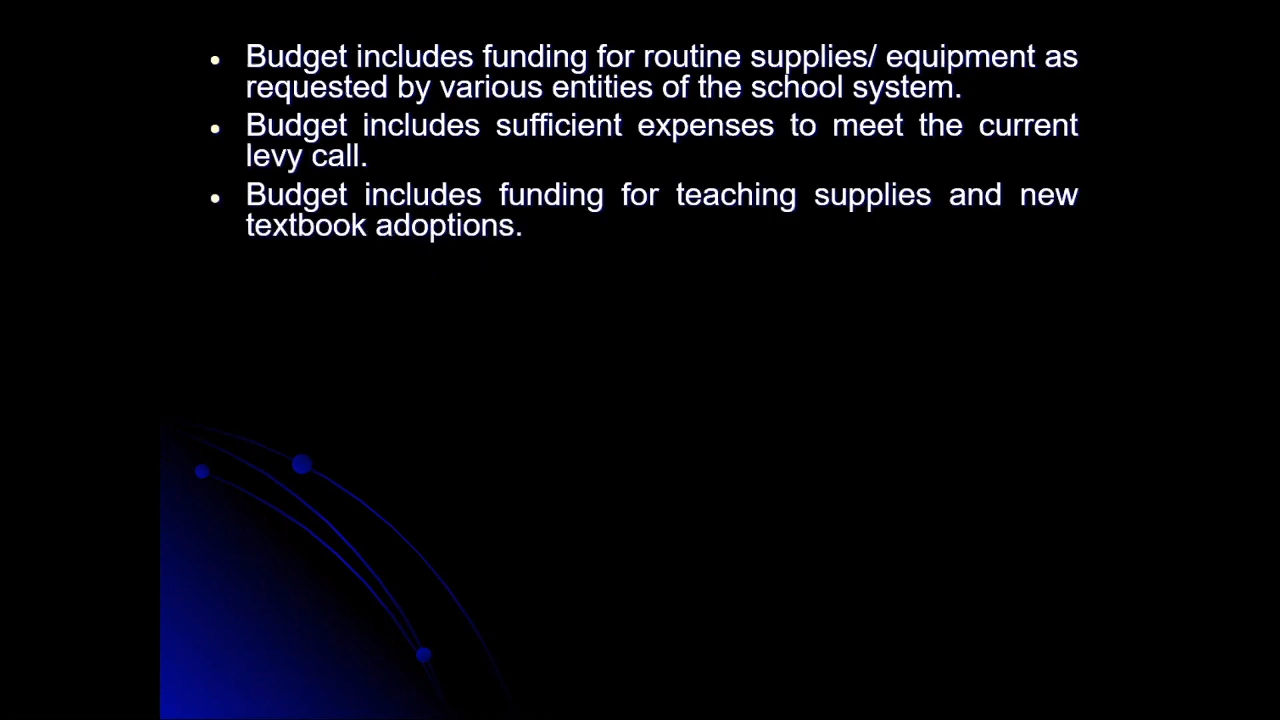 • Budget includes funding for routine supplies/ equipment as
requested by various entities of the school system.
• Budget includes sufficient expenses to meet the current
levy call.
• Budget includes funding for teaching supplies and new
textbook adoptions.